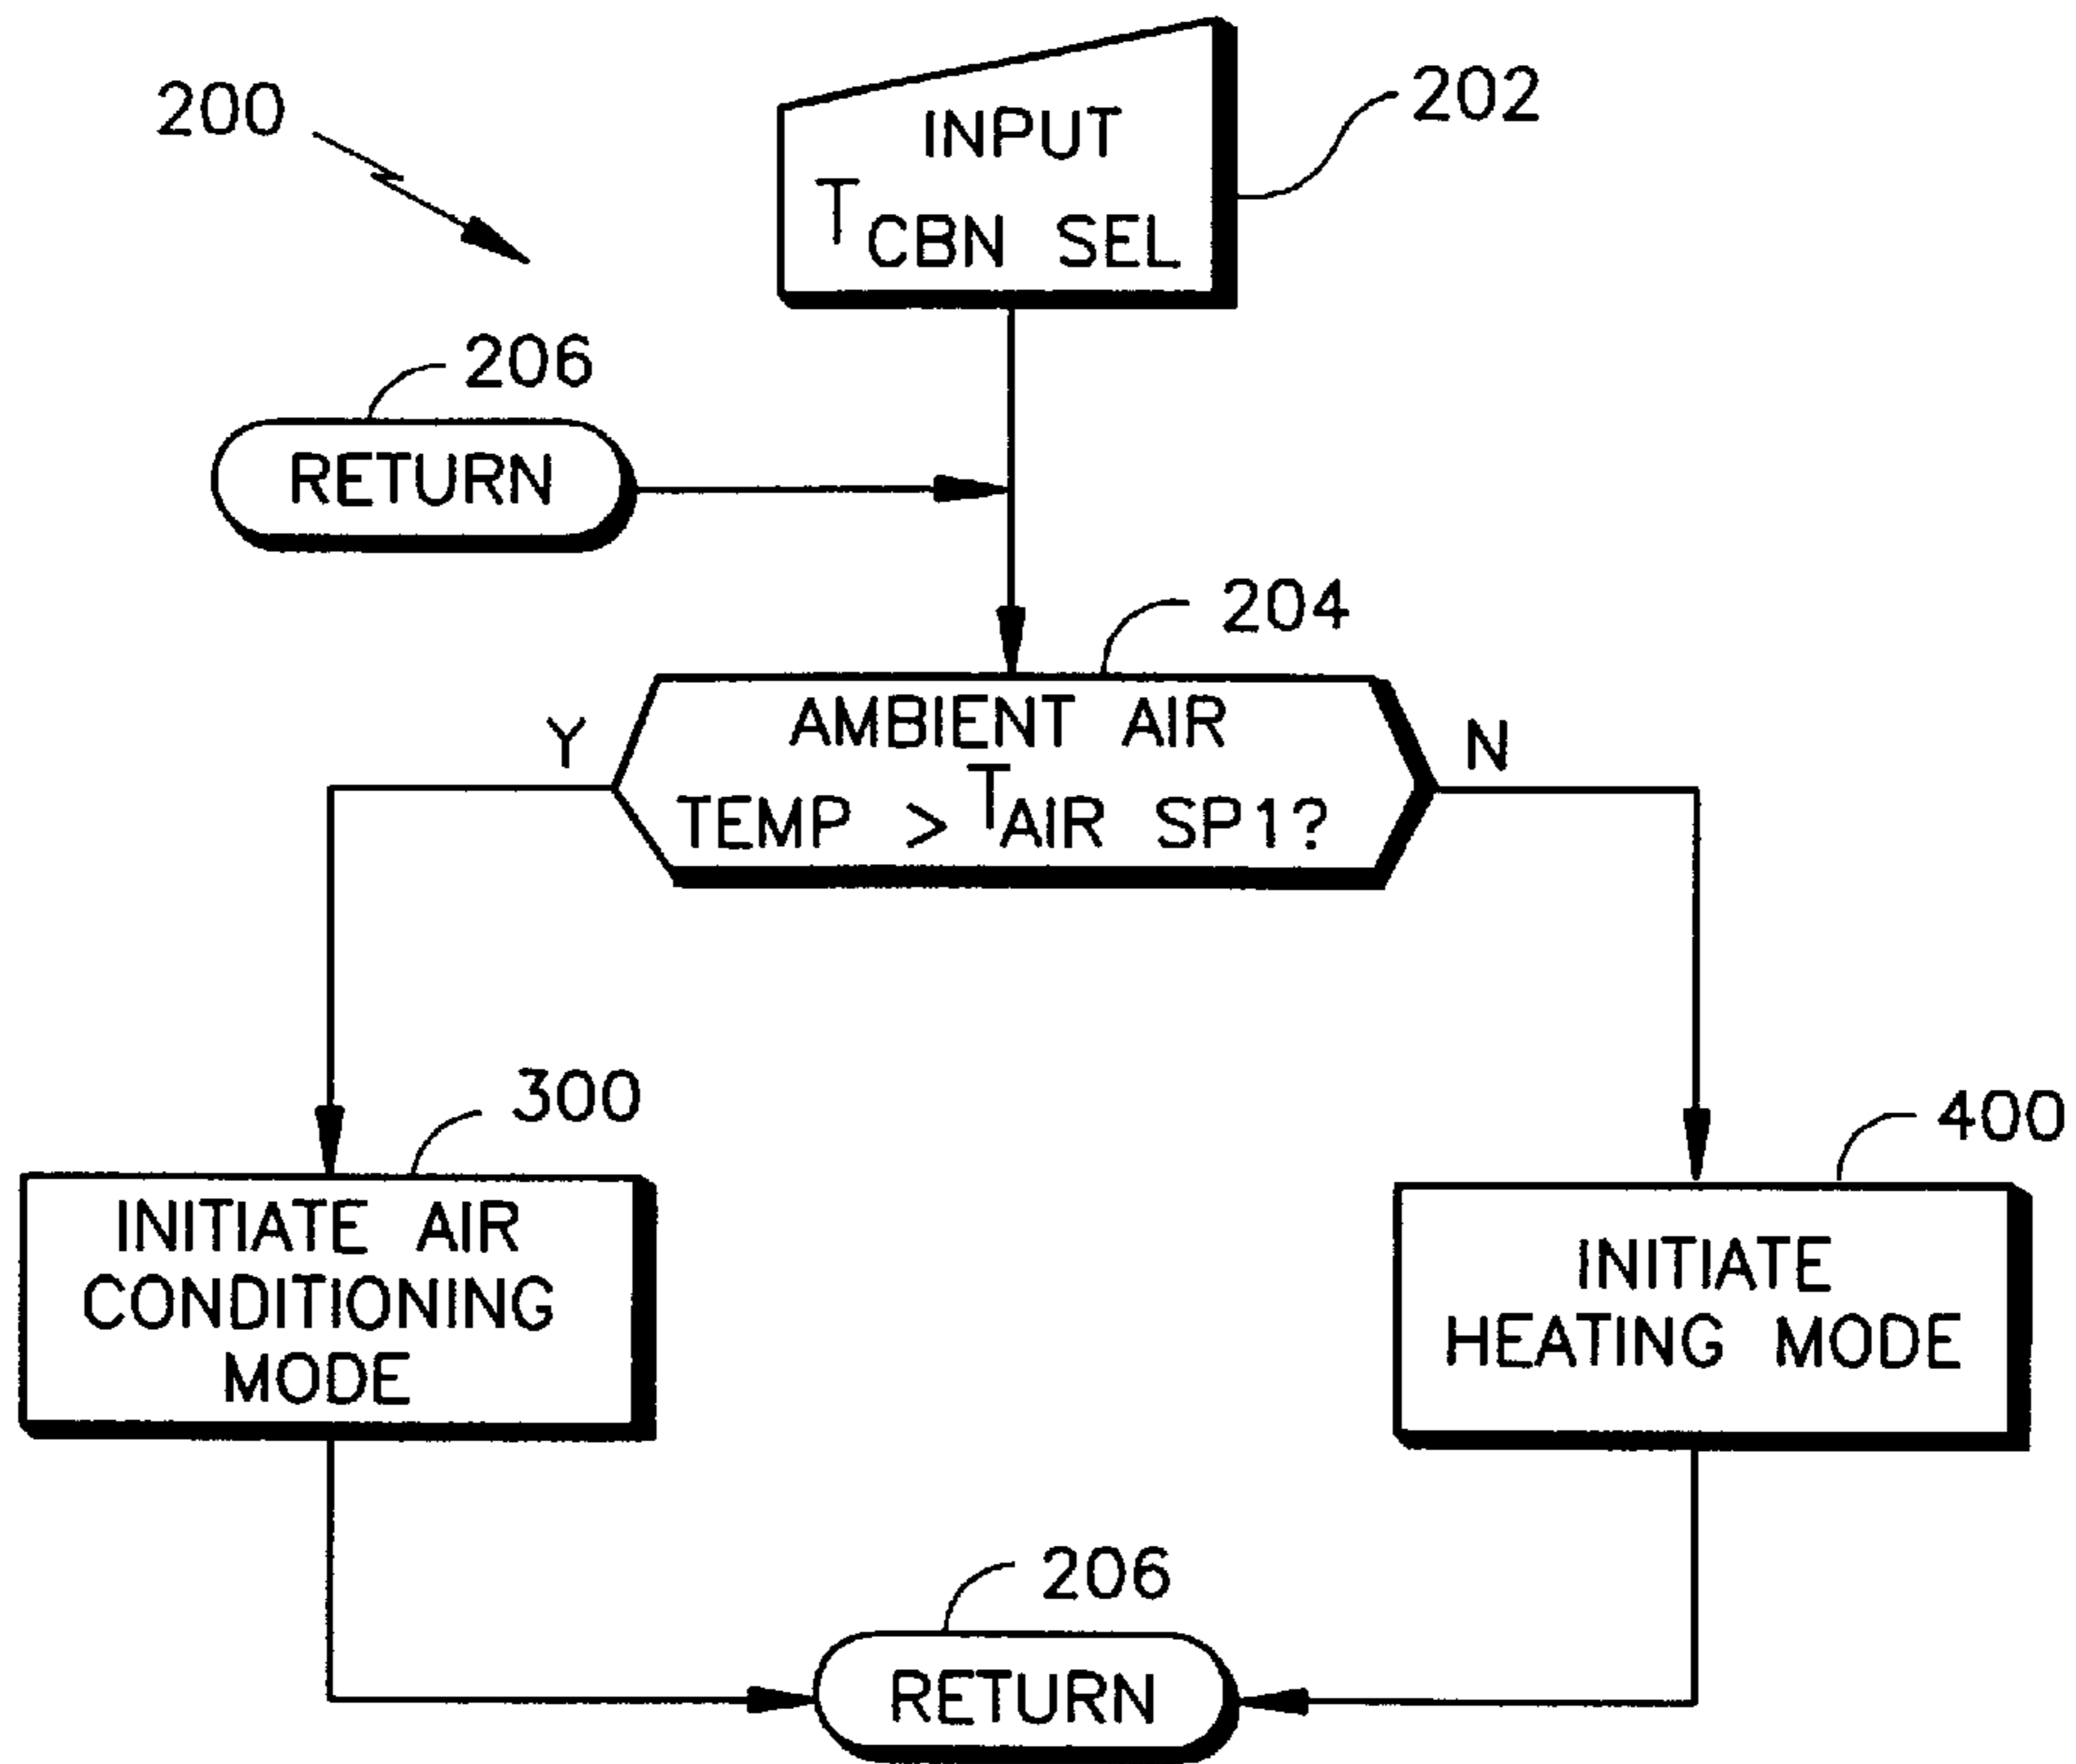 200
INPUT
T CBN SEL
202
206
RETURN
204
AMBIENT AIR
TEMP > TAIR SP1?
Y
N
300
INITIATE AIR
CONDITIONING
MODE
400
INITIATE
HEATING MODE
206
RETURN